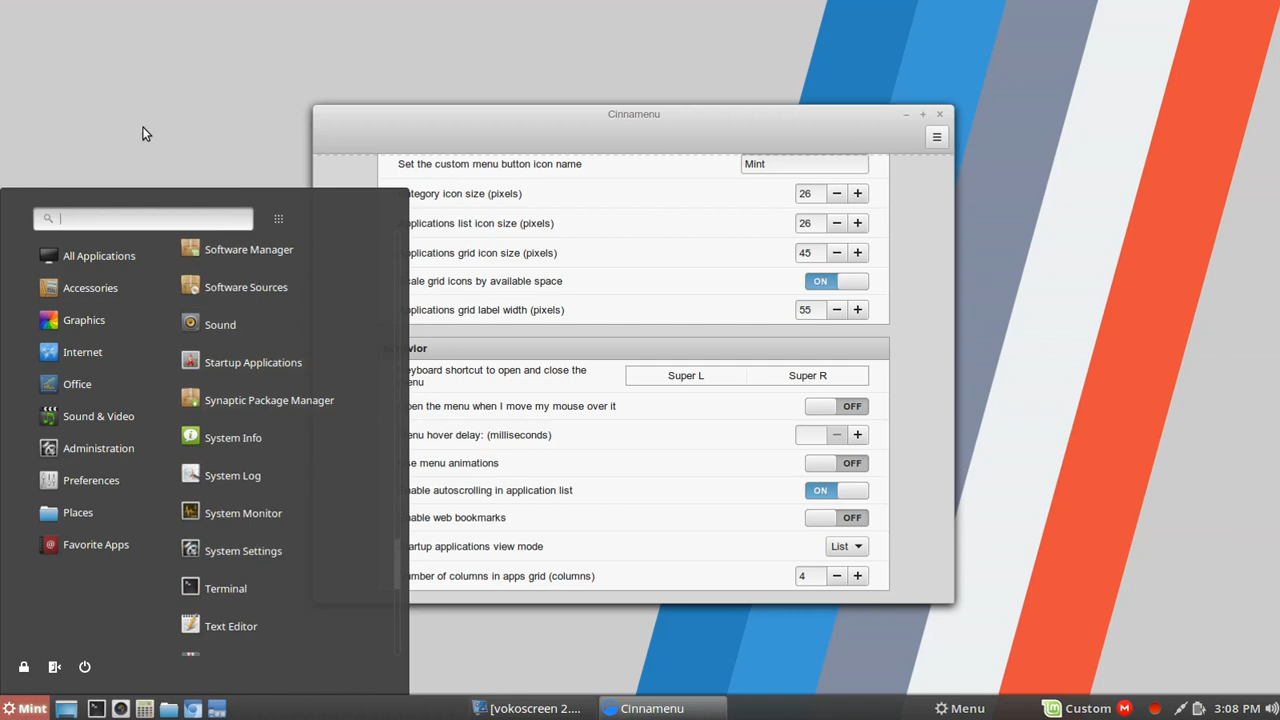 Cinnamenu
Set the custom menu button icon name
Mint
ategory icon size (pixels)
26
pplications list icon size (pixels)
26
pplications grid icon size (pixels)
45
cale grid icons by available space
ON
pplications grid label width (pixels)
55
ehavior
eyboard shortcut to open and close the
enu
Super L
Super R
pen the menu when I move my mouse over it
OFF
enu hover delay: (milliseconds)
se menu animations
OFF
nable autoscrolling in application list
ON
nable web bookmarks
OFF
tartup applications view mode
List
umber of columns in apps grid (columns)
4
All Applications
Accessories
Graphics
Internet
Office
Sound & Video
Administration
Preferences
Places
Favorite Apps
Software Manager
Software Sources
Sound
Startup Applications
Synaptic Package Manager
System Info
System Log
System Monitor
System Settings
Terminal
Text Editor
Mint
[vokoscreen 2....
Cinnamenu
Menu
Custom
M
3:08 PM